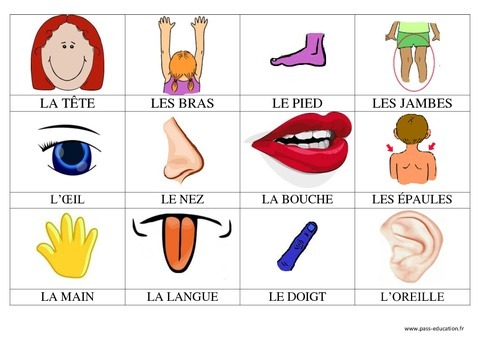 LA TÊTE
LES BRAS
LE PIED
LES JAMBES
L'ŒIL
LE NEZ
LA BOUCHE
LES ÉPAULES
LA MAIN
LA LANGUE
LE DOIGT
L'OREILLE
www.pass-education.fr